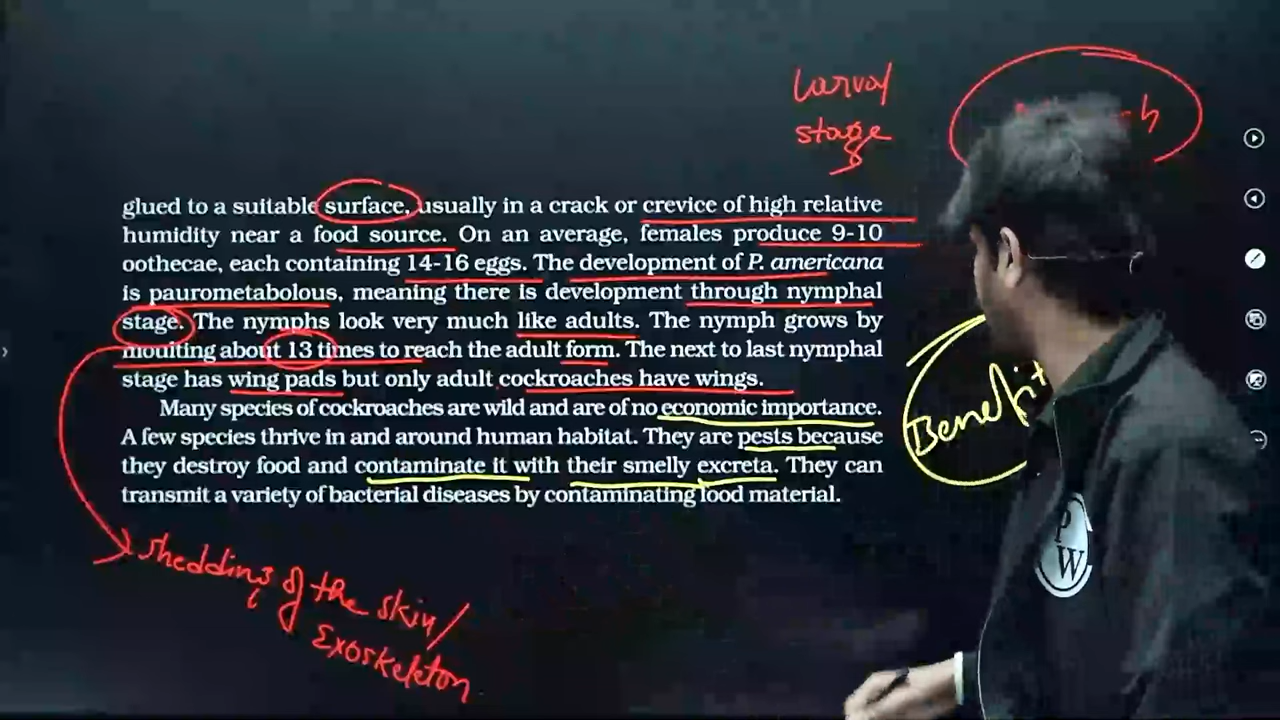 Larval
stage
glued to a suitable surface, usually in a crack or crevice of high relative
humidity near a food source. On an average, females produce 9-10
oothecae, each containing 14-16 eggs. The development of P. americana
is paurometabolous, meaning there is development through nymphal
stage. The nymphs look very much like adults. The nymph grows by
moulting about 13 times to reach the adult form. The next to last nymphal
stage has wing pads but only adult cockroaches have wings.
Many species of cockroaches are wild and are of no economic importance.
A few species thrive in and around human habitat. They are pests because
they destroy food and contaminate it with their smelly excreta. They can
transmit a variety of bacterial diseases by contaminating food material.
Benefit
shedding of the skin/
Exoskeleton
P
W